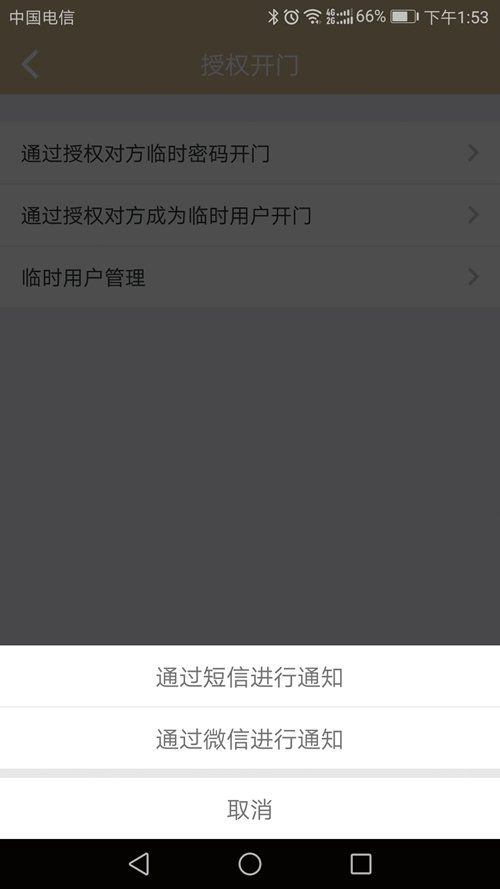 中国电信 4G 2G 66% 下午1:53
授权开门
通过授权对方临时密码开门
通过授权对方成为临时用户开门
临时用户管理
通过短信进行通知
通过微信进行通知
取消